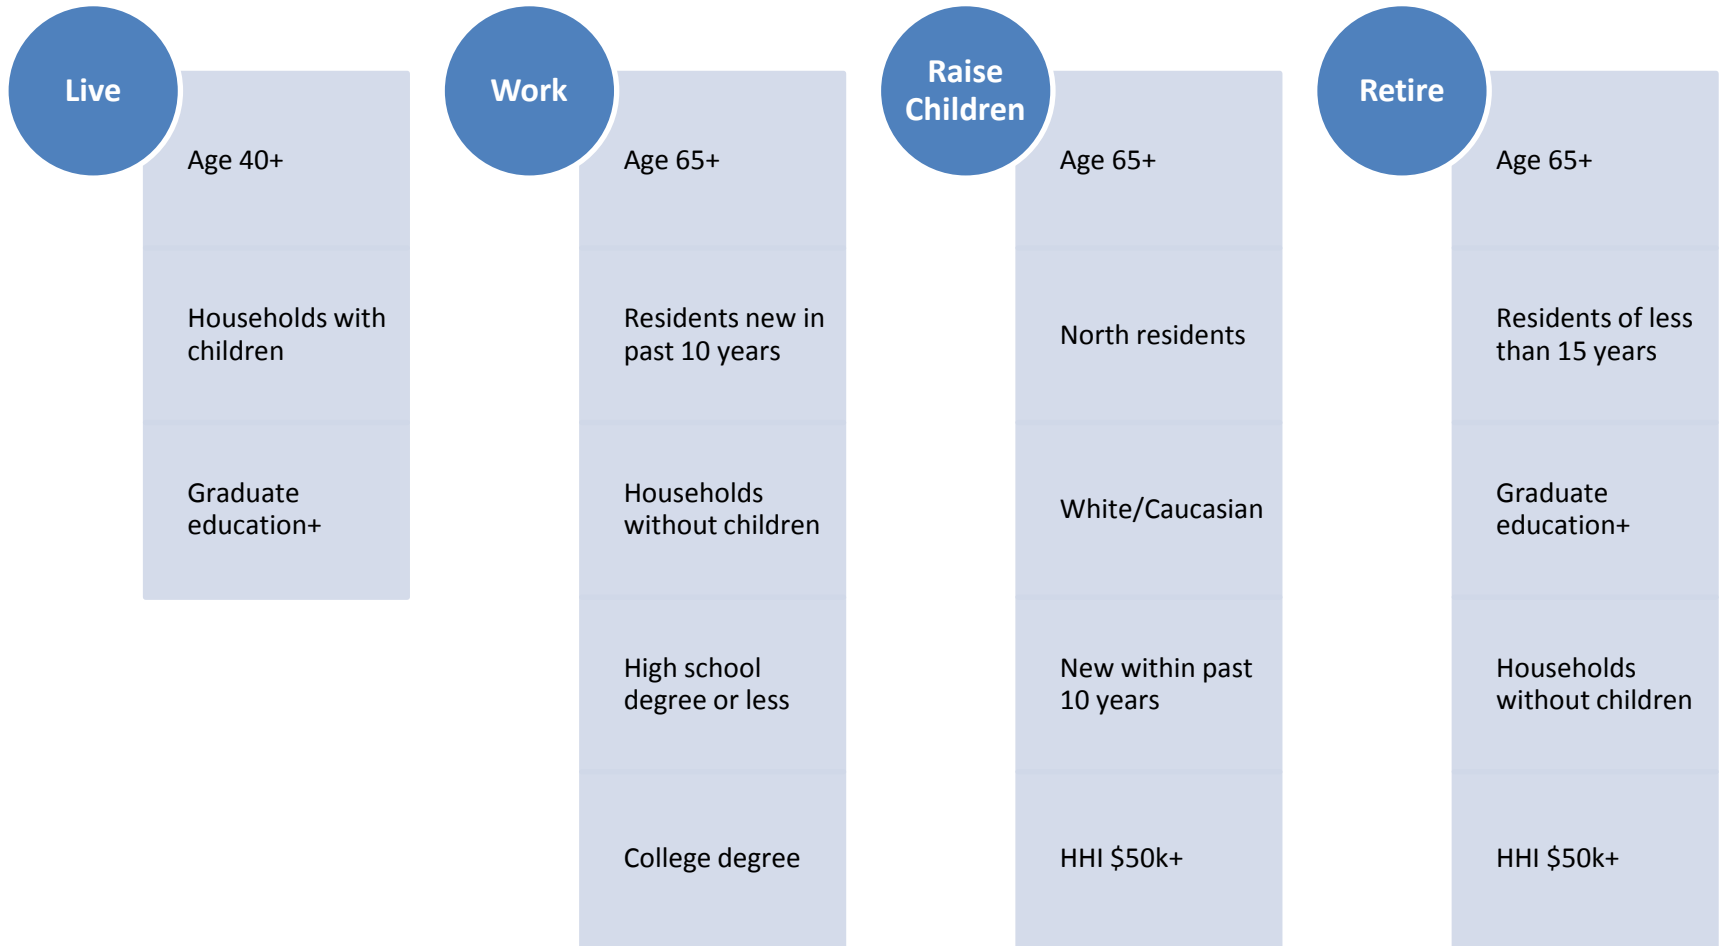 Live
Age 40+
Households with
children
Graduate
education+
Work
Age 65+
Residents new in
past 10 years
Households
without children
High school
degree or less
College degree
Raise
Children
Age 65+
North residents
White/Caucasian
New within past
10 years
HHI $50k+
Retire
Age 65+
Residents of less
than 15 years
Graduate
education+
Households
without children
HHI $50k+